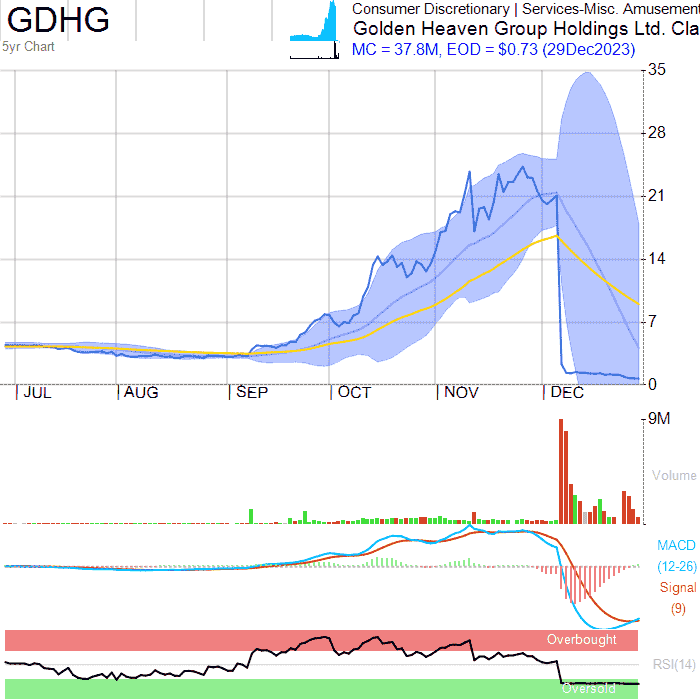 GDHG
5yr Chart
Consumer Discretionary | Services-Misc. Amusement
Golden Heaven Group Holdings Ltd. Cla
MC = 37.8M, EOD = $0.73 (29Dec2023)
35
28
21
14
7
0
JUL AUG SEP OCT NOV DEC
9M
Volume
MACD
(12-26)
Signal
(9)
Overbought
RSI(14)
Oversold